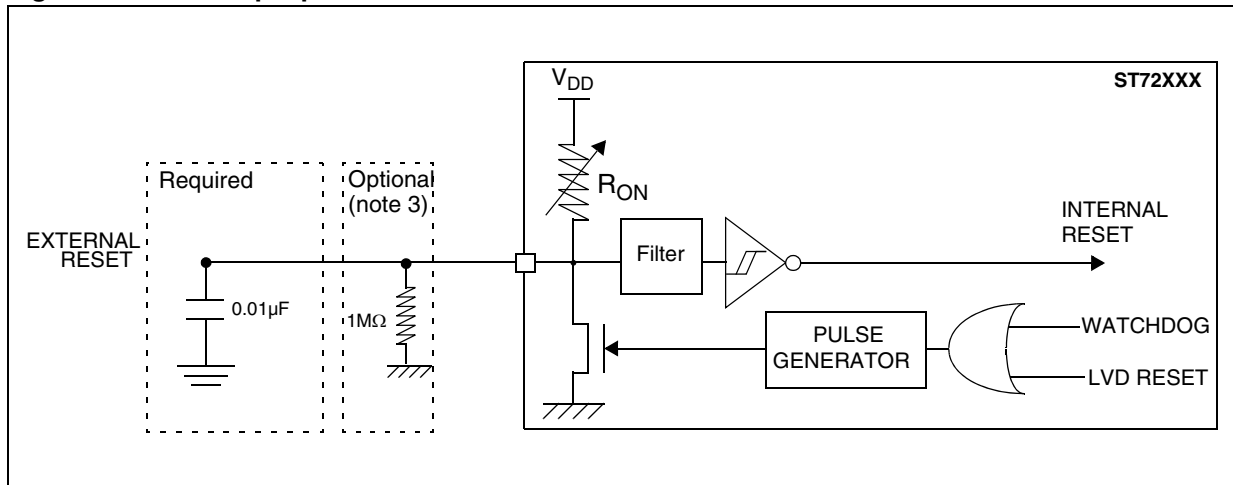 ST72XXX
VDD
RON
Required
Optional
(note 3)
EXTERNAL
RESET
0.01µF
1MΩ
Filter
INTERNAL
RESET
PULSE
GENERATOR
WATCHDOG
LVD RESET